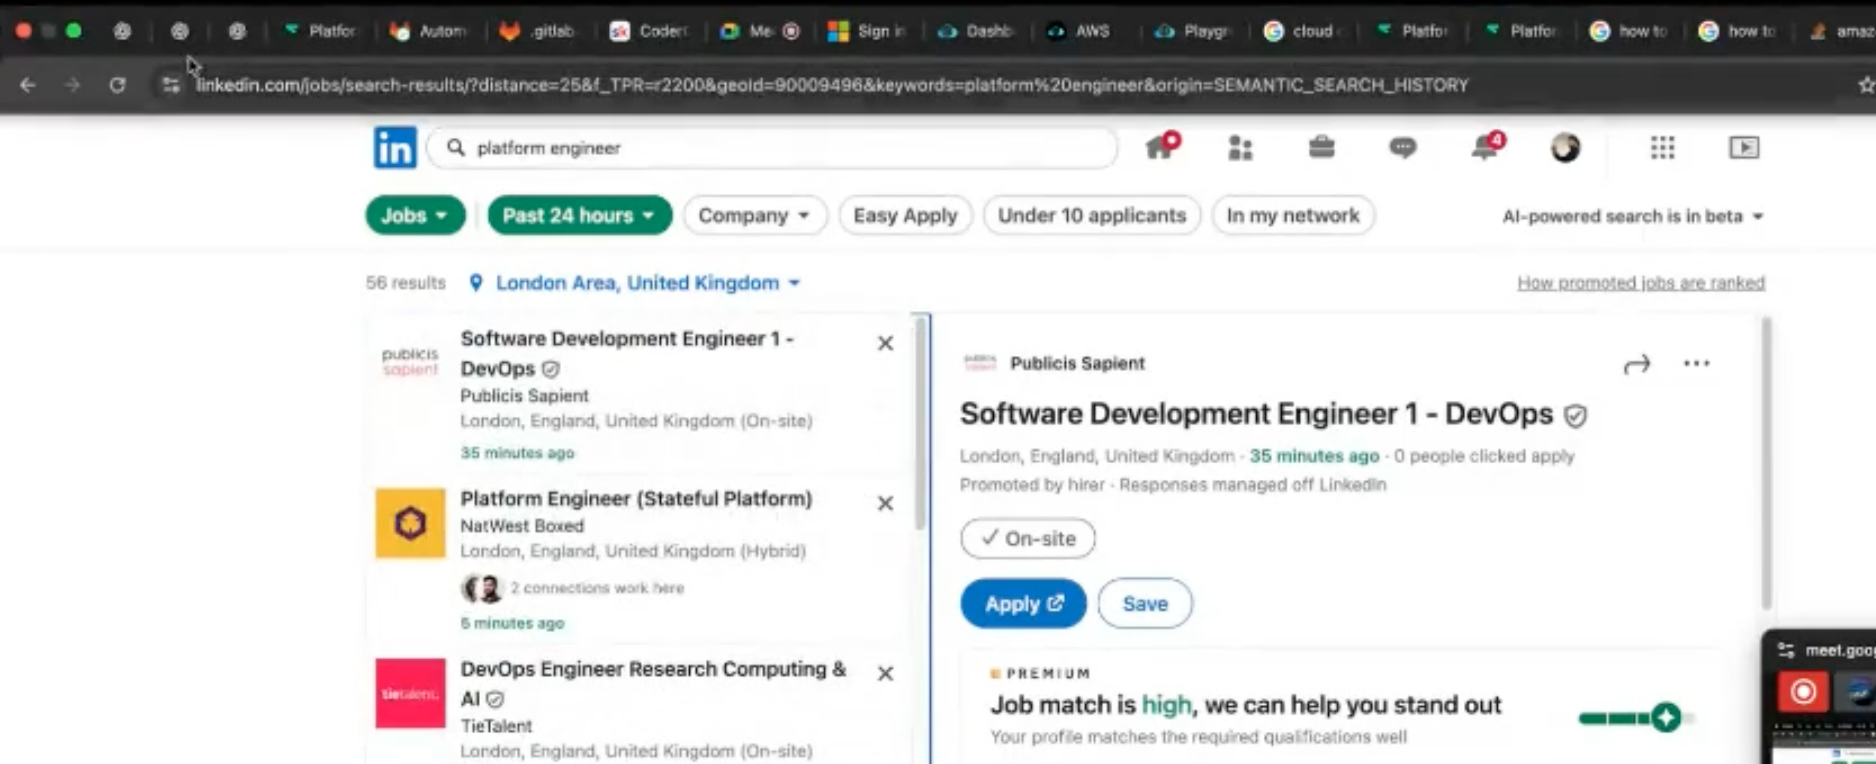 Platfor
Autom
.gitlab
Coder
Me
Sign in
Dashb
AWS
Playgr
cloud
Platfor
Platfor
how to
how to
amaz
linkedin.com/jobs/search-results/?distance=25&f_TPR=r2200&geoId=90009496&keywords=platform%20engineer&origin=SEMANTIC_SEARCH_HISTORY
in
platform engineer
4
Jobs
Past 24 hours
Company
Easy Apply
Under 10 applicants
In my network
AI-powered search is in beta
56 results
London Area, United Kingdom
How promoted jobs are ranked
publicis
sapient
Software Development Engineer 1 -
DevOps
Publicis Sapient
London, England, United Kingdom (On-site)
35 minutes ago
Platform Engineer (Stateful Platform)
NatWest Boxed
London, England, United Kingdom (Hybrid)
2 connections work here
5 minutes ago
tietalent.
DevOps Engineer Research Computing &
AI
TieTalent
London, England, United Kingdom (On-site)
Publicis Sapient
Software Development Engineer 1 - DevOps
London, England, United Kingdom · 35 minutes ago · 0 people clicked apply
Promoted by hirer · Responses managed off LinkedIn
On-site
Apply
Save
PREMIUM
Job match is high, we can help you stand out
Your profile matches the required qualifications well
meet.goog